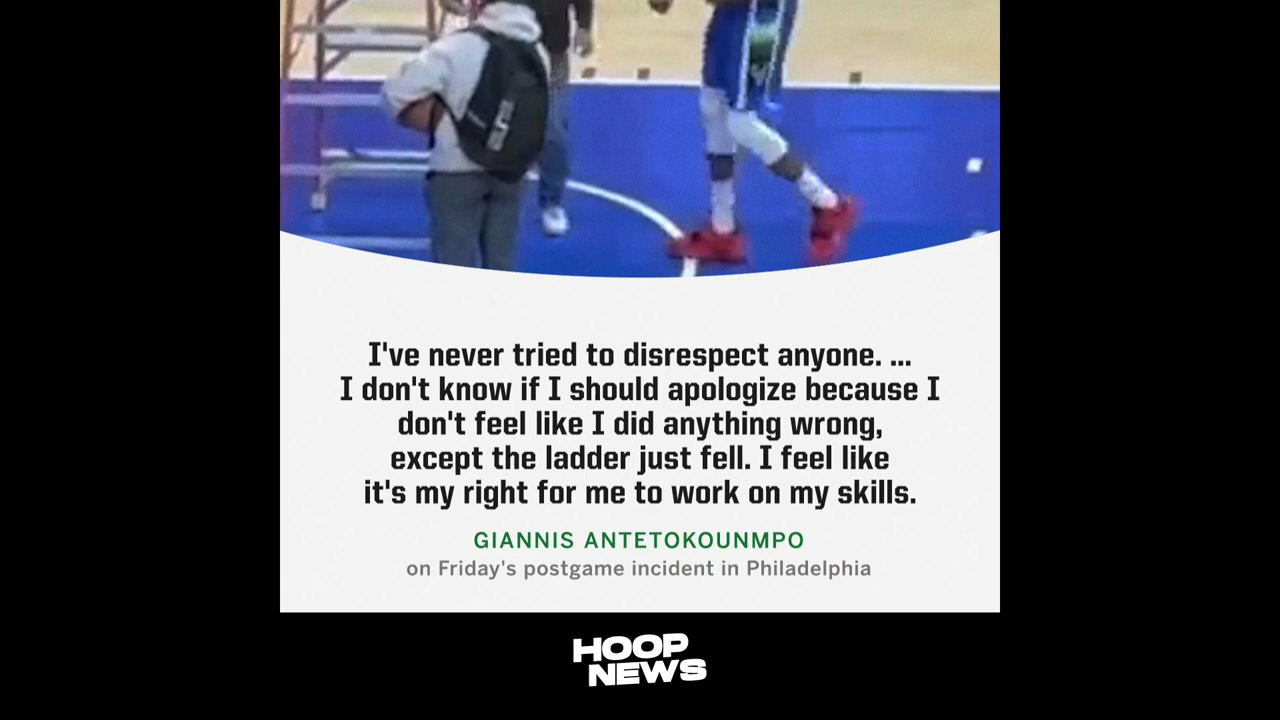 I've never tried to disrespect anyone. ...
I don't know if I should apologize because I
don't feel like I did anything wrong,
except the ladder just fell. I feel like
it's my right for me to work on my skills.
GIANNIS ANTETOKOUNMPO
on Friday's postgame incident in Philadelphia
HOOP
NEWS